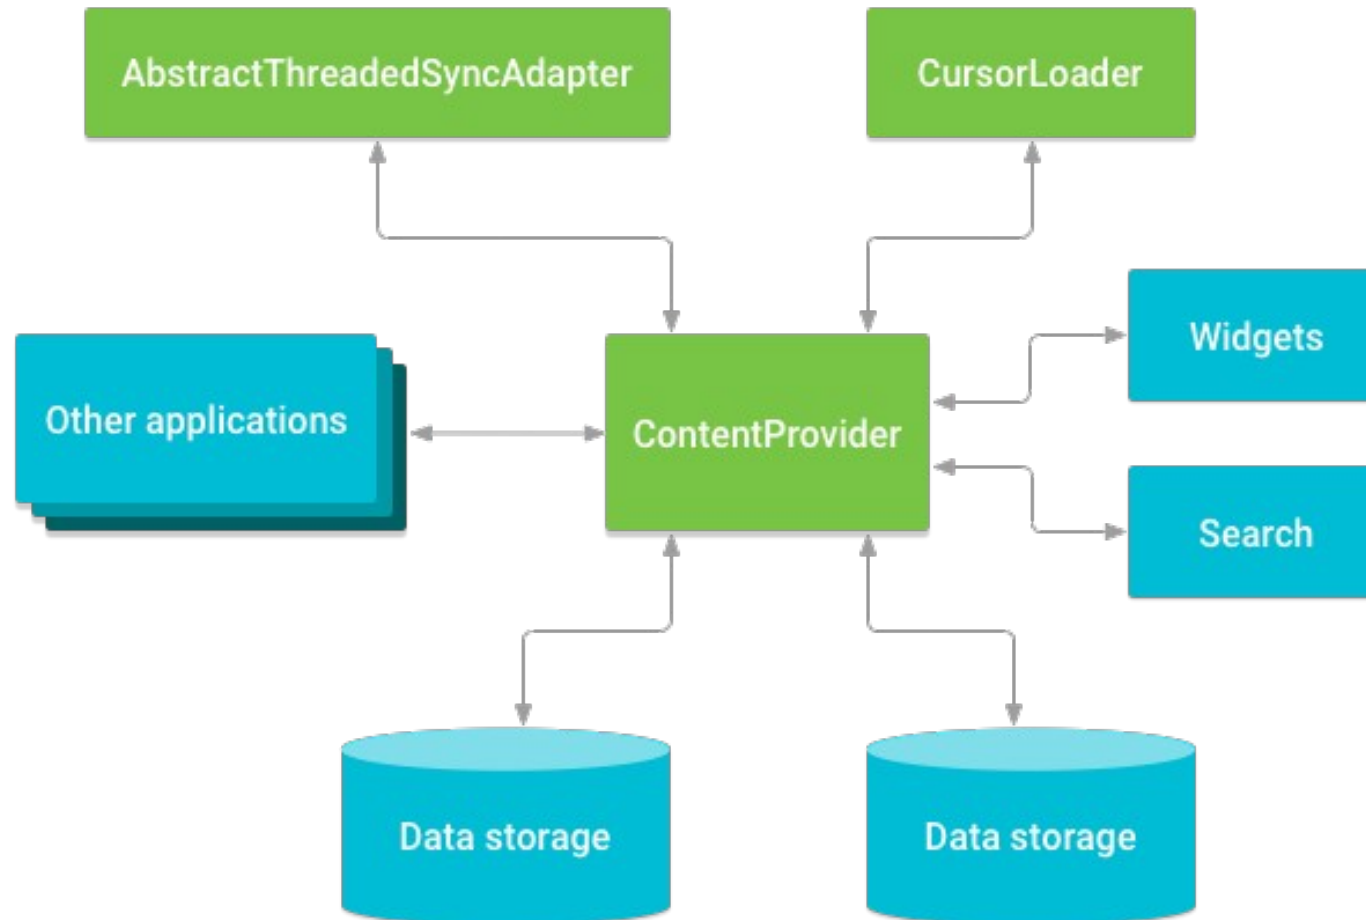 AbstractThreadedSyncAdapter
CursorLoader
Widgets
Other applications
ContentProvider
Search
Data storage
Data storage